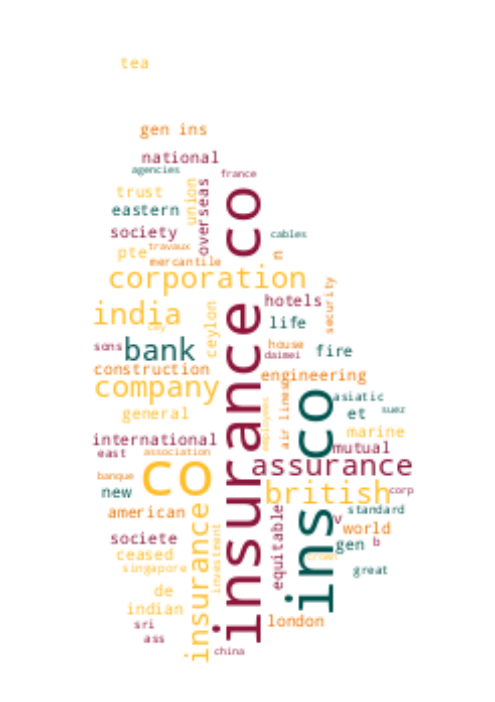 tea
gen ins
national
agencies
france
trust
union
overseas
eastern
co
society
cables
travaux
pte
mercantile
n
corporation
security
india
hotels
insurance
ceylon
life
sons
bank
house
fire
daimei
construction
engineering
company
air lines
co
asiatic
employees
general
et
suez
marine
international
mutual
east
association
assurance
banque
co
new
british
corp
american
insurance
investment
equitable
ins
standard
v
world
societe
gen
b
ceased
singapore
great
de
indian
sri
london
ass
china